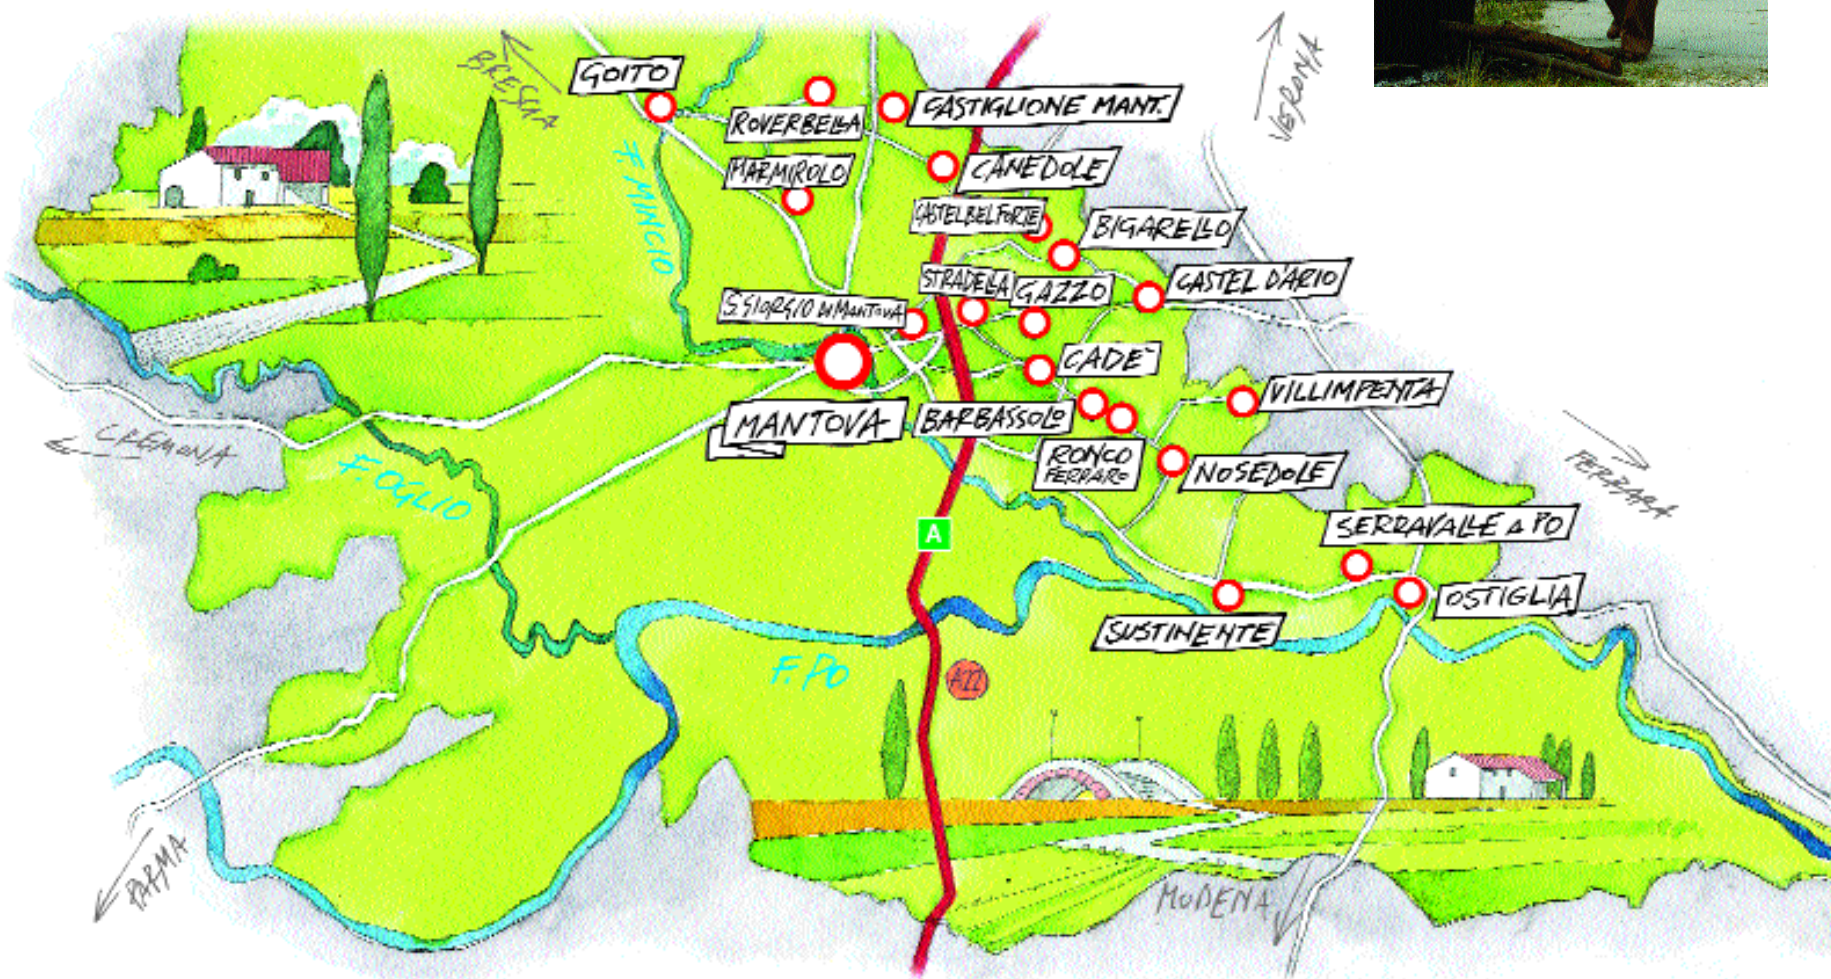 BRESCIA
VERONA
GOITO
ROVERBELLA
CASTIGLIONE MANT.
MARMIROLO
CANEDOLE
F. MINCIO
CASTELBELFORTE
BIGARELLO
STRADELLA
GAZZO
CASTEL D'ARIO
S. GIORGIO DI MANTOVA
CADE'
VILLIMPENTA
MANTOVA
BARBASSOLO
CREMONA
F. OGLIO
RONCO
FERRARO
NOSEDOLE
FERRARA
SERRAVALLE A PO
A
OSTIGLIA
SUSTINENTE
F. PO
A22
PARMA
MODENA